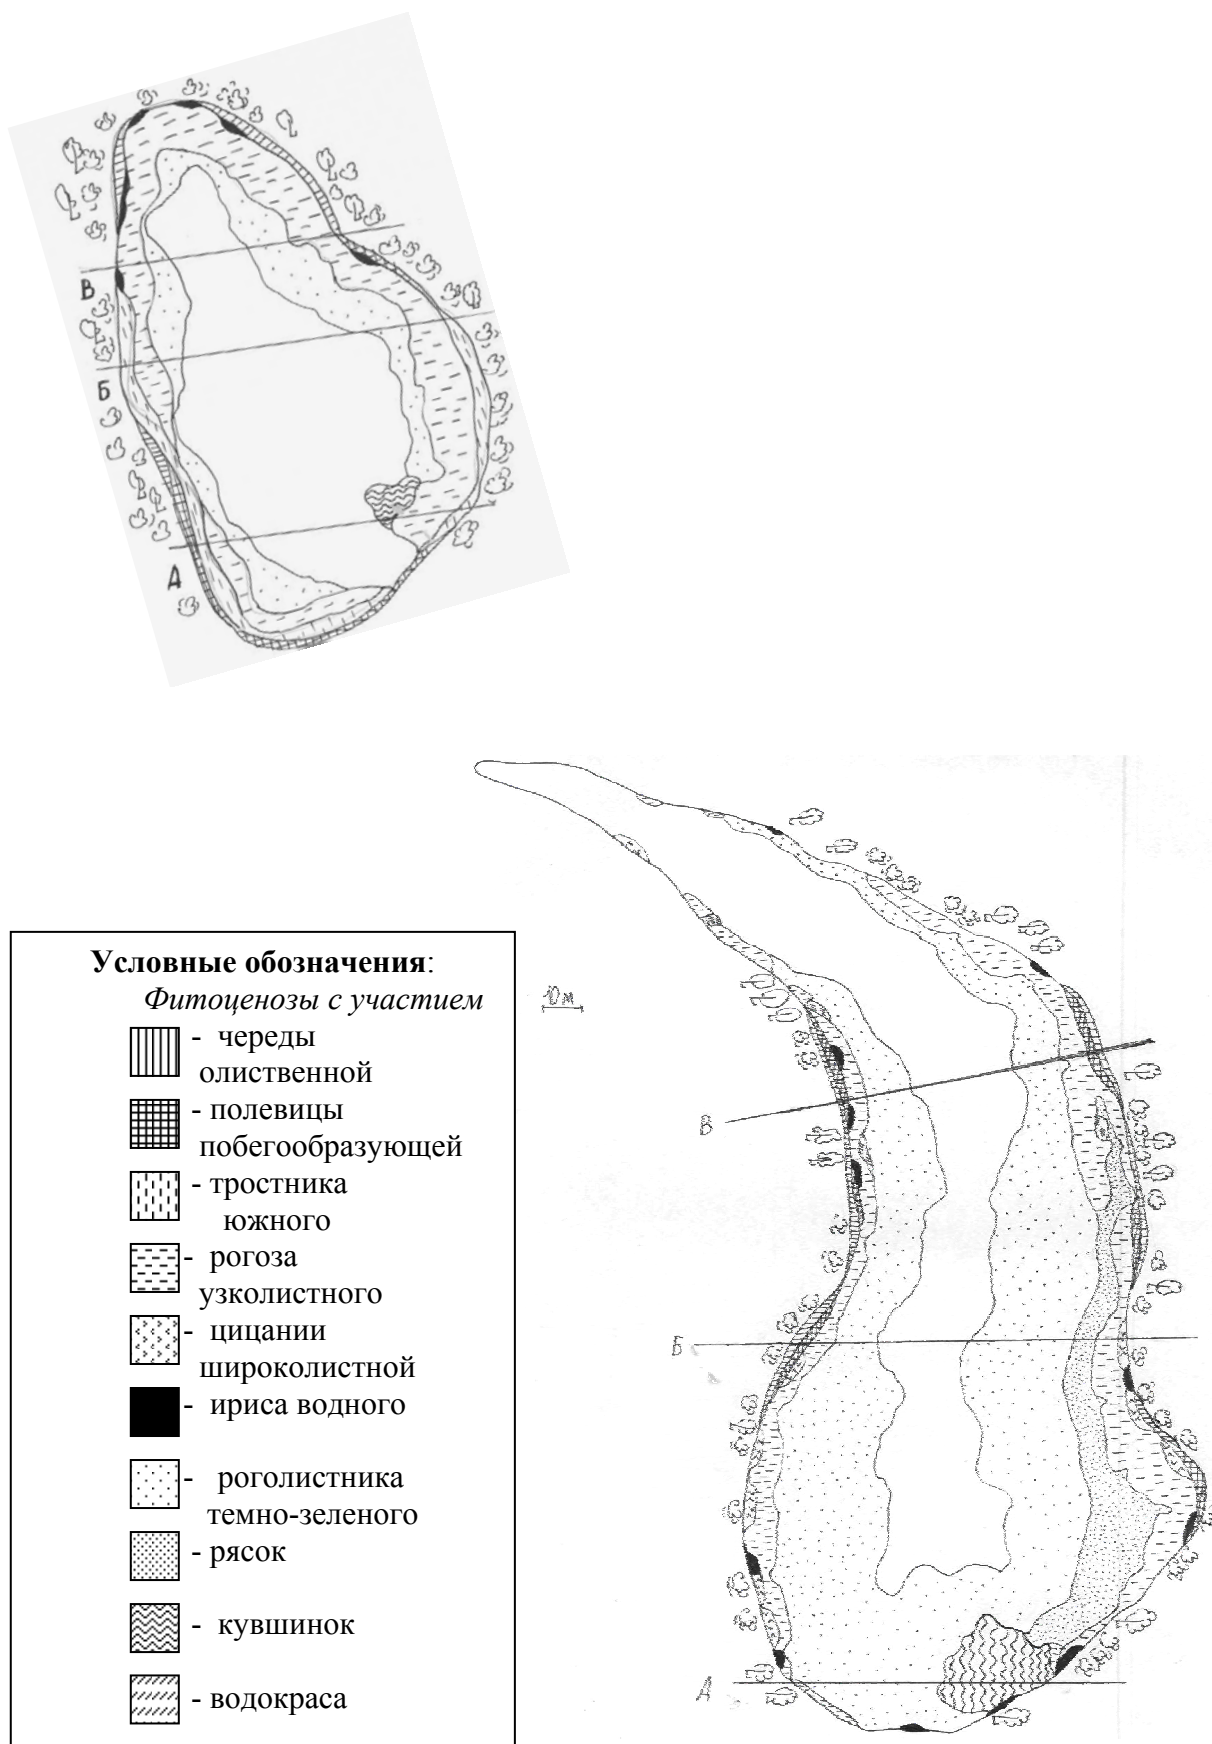 В
Б
А
Условные обозначения:
Фитоценозы с участием
- череды
олиственной
- полевицы
побегообразующей
- тростника
южного
- рогоза
узколистного
- цицании
широколистной
- ириса водного
- роголистника
темно-зеленого
- рясок
- кувшинок
- водокраса
10 м
В
Б
А